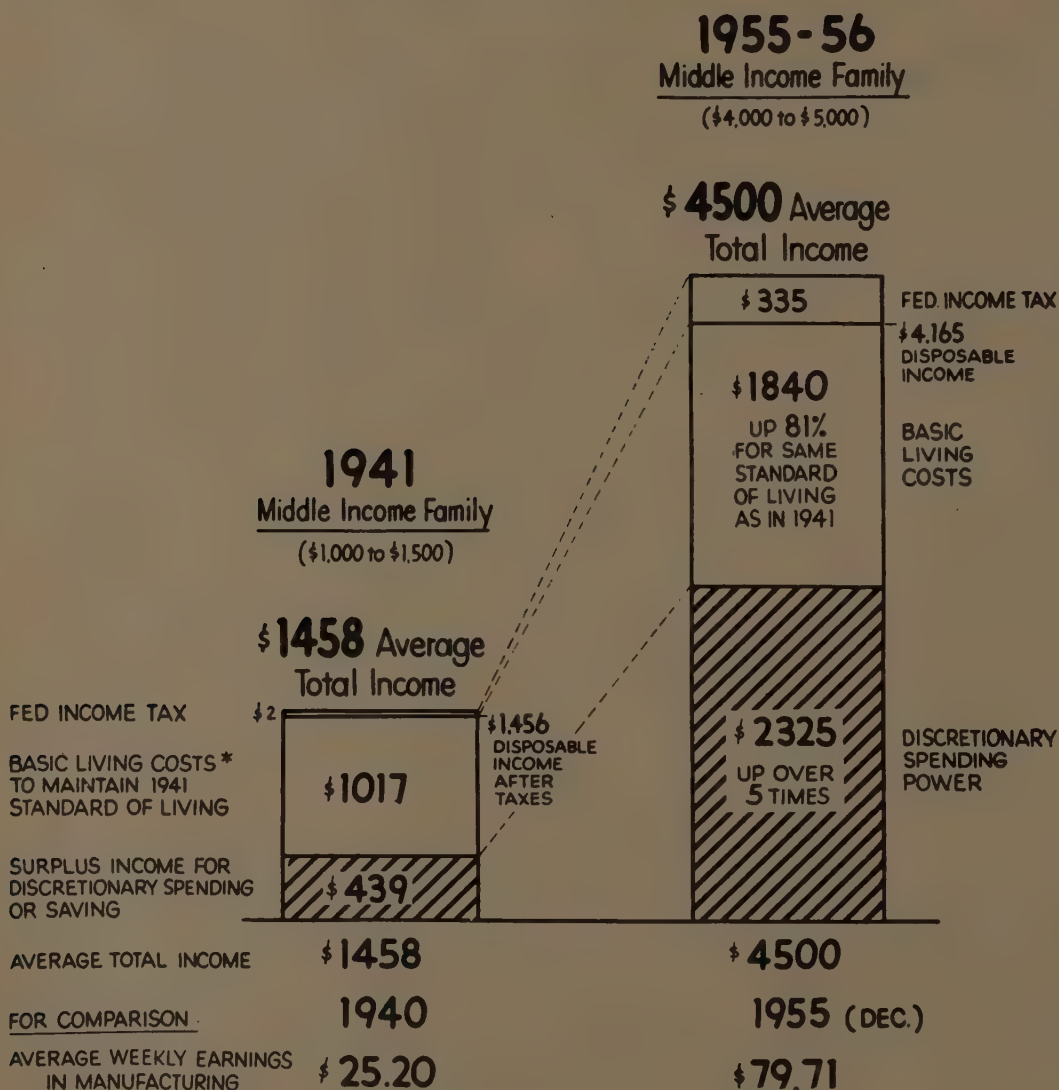 1955-56
Middle Income Family
($4,000 to $5,000)
$4500 Average
Total Income
$335
FED. INCOME TAX
$4.165
DISPOSABLE
INCOME
$1840
UP 81%
FOR SAME
STANDARD
OF LIVING
AS IN 1941
BASIC
LIVING
COSTS
$2325
UP OVER
5 TIMES
DISCRETIONARY
SPENDING
POWER
1941
Middle Income Family
($1,000 to $1,500)
$1458 Average
Total Income
FED INCOME TAX
$2
$1.456
DISPOSABLE
INCOME
AFTER
TAXES
BASIC LIVING COSTS *
TO MAINTAIN 1941
STANDARD OF LIVING
$1017
SURPLUS INCOME FOR
DISCRETIONARY SPENDING
OR SAVING
$439
AVERAGE TOTAL INCOME $1458 $4500
FOR COMPARISON 1940 1955 (DEC.)
AVERAGE WEEKLY EARNINGS
IN MANUFACTURING $25.20 $79.71